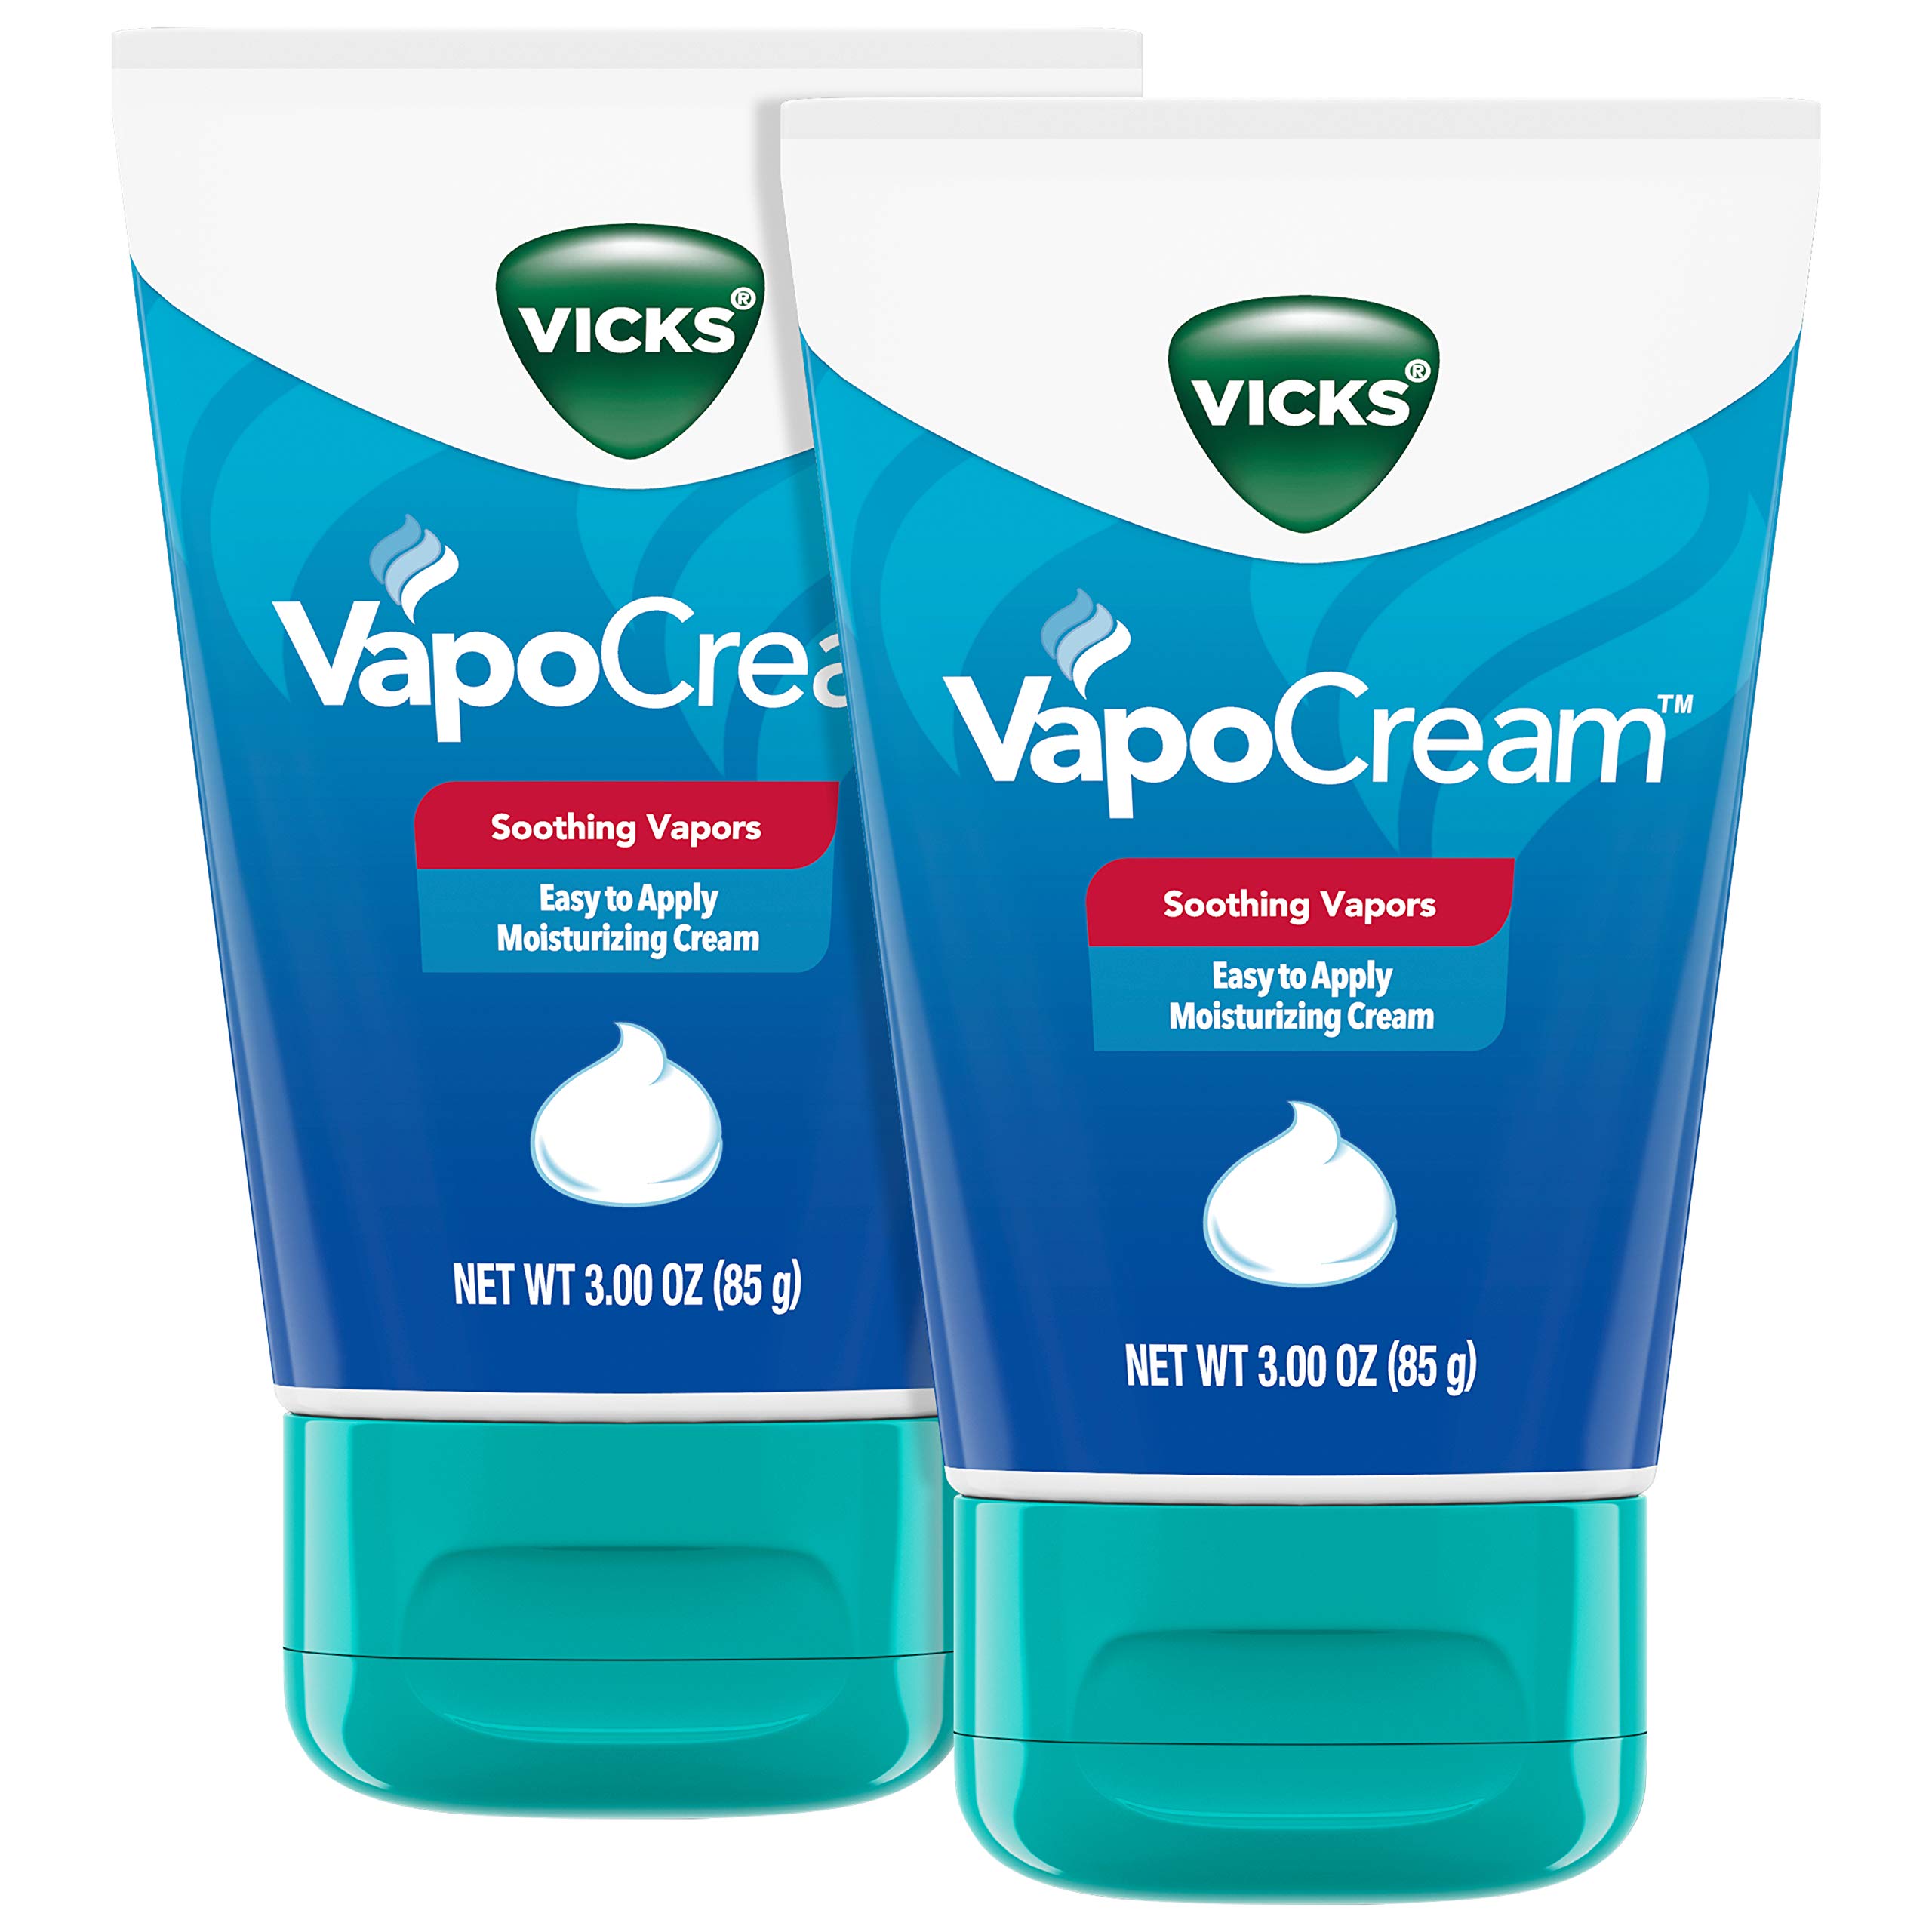 VICKS®
VapoCrea
Soothing Vapors
Easy to Apply
Moisturizing Cream
NET WT 3.00 OZ (85 g)
VICKS®
VapoCream™
Soothing Vapors
Easy to Apply
Moisturizing Cream
NET WT 3.00 OZ (85 g)